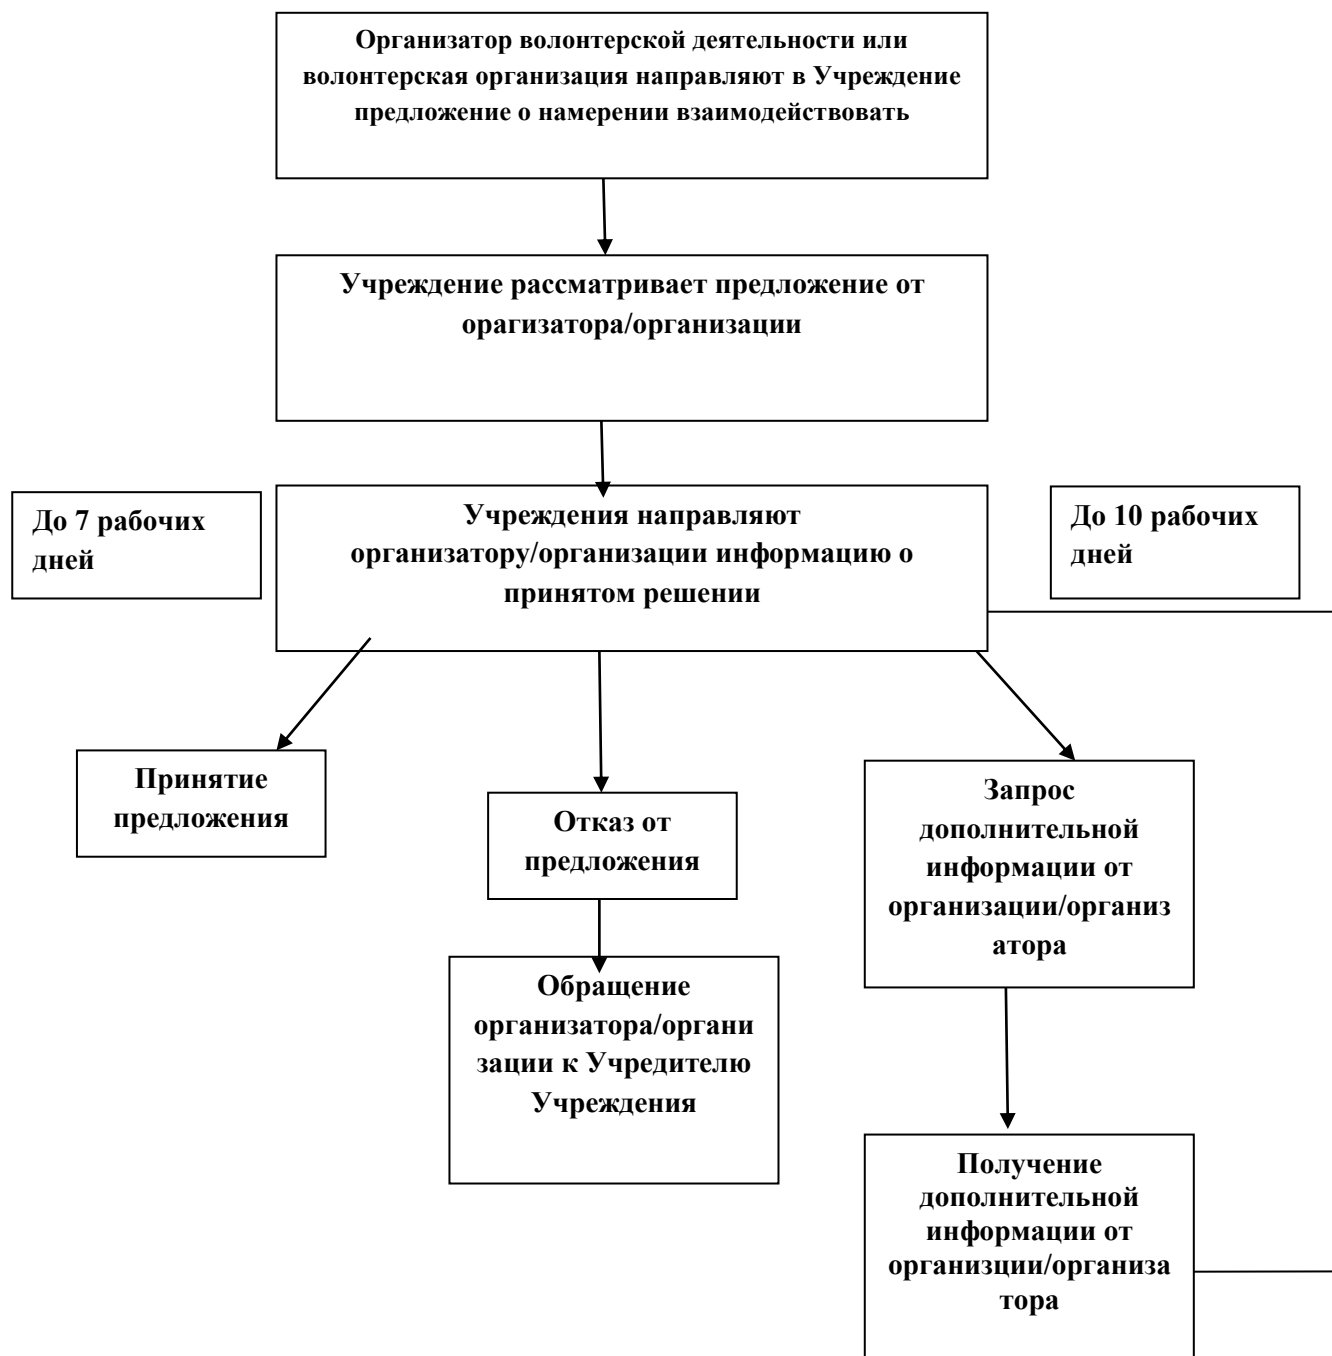 Организатор волонтерской деятельности или
волонтерская организация направляют в Учреждение
предложение о намерении взаимодействовать
Учреждение рассматривает предложение от
орагизатора/организации
До 7 рабочих
дней
Учреждения направляют
организатору/организации информацию о
принятом решении
До 10 рабочих
дней
Принятие
предложения
Отказ от
предложения
Запрос
дополнительной
информации от
организации/организ
атора
Обращение
организатора/органи
зации к Учредителю
Учреждения
Получение
дополнительной
информации от
организции/организа
тора